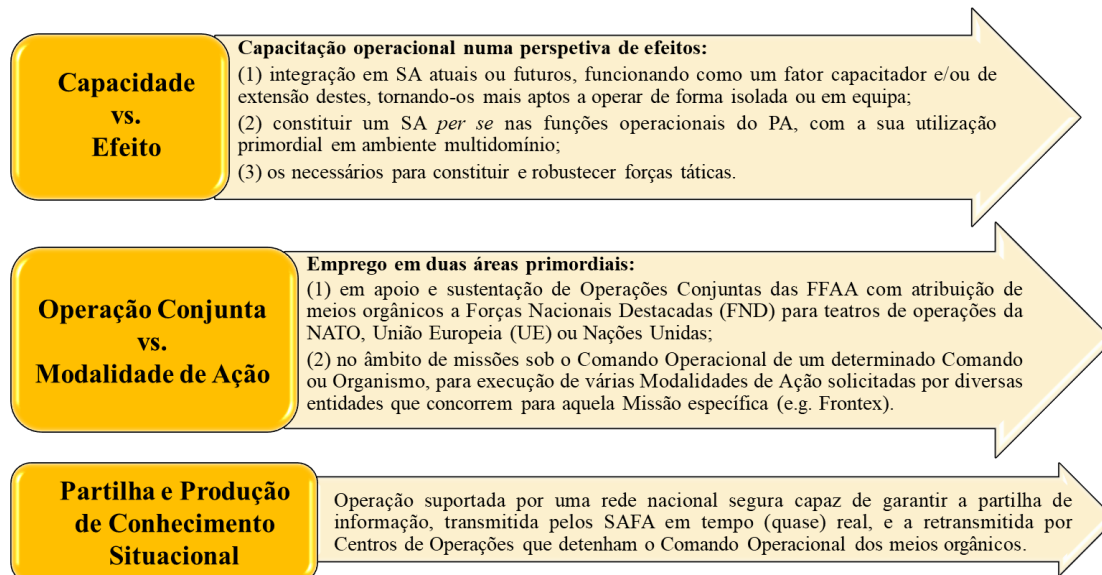 Capacidade
vs.
Efeito
Capacitação operacional numa perspetiva de efeitos:
(1) integração em SA atuais ou futuros, funcionando como um fator capacitador e/ou de
extensão destes, tornando-os mais aptos a operar de forma isolada ou em equipa;
(2) constituir um SA per se nas funções operacionais do PA, com a sua utilização
primordial em ambiente multidomínio;
(3) os necessários para constituir e robustecer forças táticas.
Operação Conjunta
vs.
Modalidade de Ação
Emprego em duas áreas primordiais:
(1) em apoio e sustentação de Operações Conjuntas das FFAA com atribuição de
meios orgânicos a Forças Nacionais Destacadas (FND) para teatros de operações da
NATO, União Europeia (UE) ou Nações Unidas;
(2) no âmbito de missões sob o Comando Operacional de um determinado Comando
ou Organismo, para execução de várias Modalidades de Ação solicitadas por diversas
entidades que concorrem para aquela Missão específica (e.g. Frontex).
Partilha e Produção
de Conhecimento
Situacional
Operação suportada por uma rede nacional segura capaz de garantir a partilha de
informação, transmitida pelos SAFA em tempo (quase) real, e a retransmitida por
Centros de Operações que detenham o Comando Operacional dos meios orgânicos.